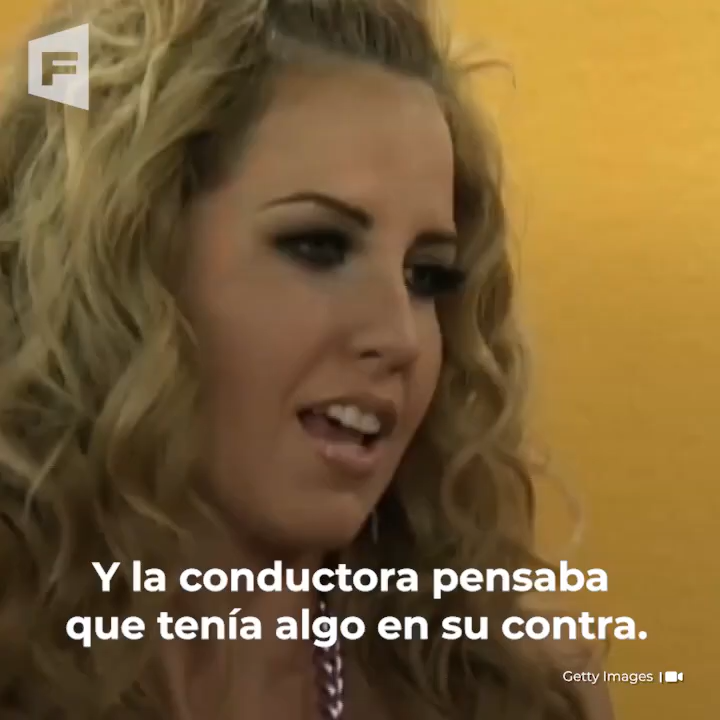 F
Y la conductora pensaba
que tenía algo en su contra.
Getty Images